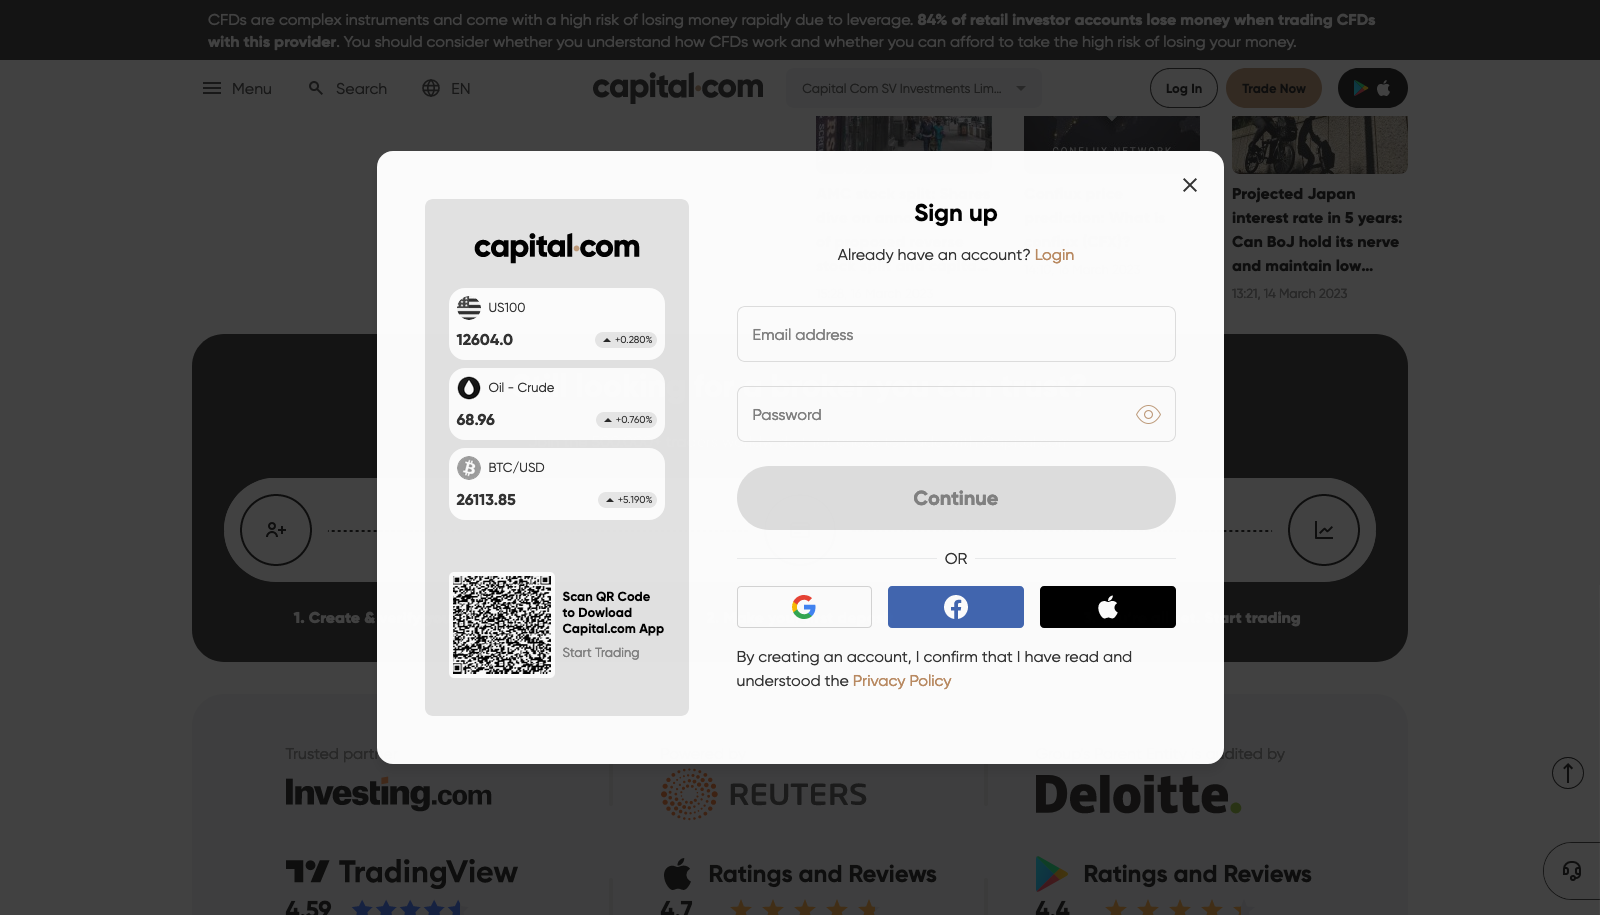 CFDs are complex instruments and come with a high risk of losing money rapidly due to leverage. 84% of retail investor accounts lose money when trading CFDs
with this provider. You should consider whether you understand how CFDs work and whether you can afford to take the high risk of losing your money.
Menu
Search
EN
capital.com
Capital Com SV Investments Lim...
Log In
Trade Now
CONFLUX NETWORK
Projected Japan
interest rate in 5 years:
Can BoJ hold its nerve
and maintain low...
13:21, 14 March 2023
capital.com
US100
12604.0
+0.280%
Oil - Crude
68.96
+0.760%
BTC/USD
26113.85
+5.190%
Scan QR Code
to Dowload
Capital.com App
Start Trading
Sign up
Already have an account? Login
Email address
Password
Continue
OR
By creating an account, I confirm that I have read and
understood the Privacy Policy
1. Create &
trading
Trusted
by
Investing.com
REUTERS
Deloitte.
TradingView
Ratings and Reviews
Ratings and Reviews
4.59
4.7
4.4